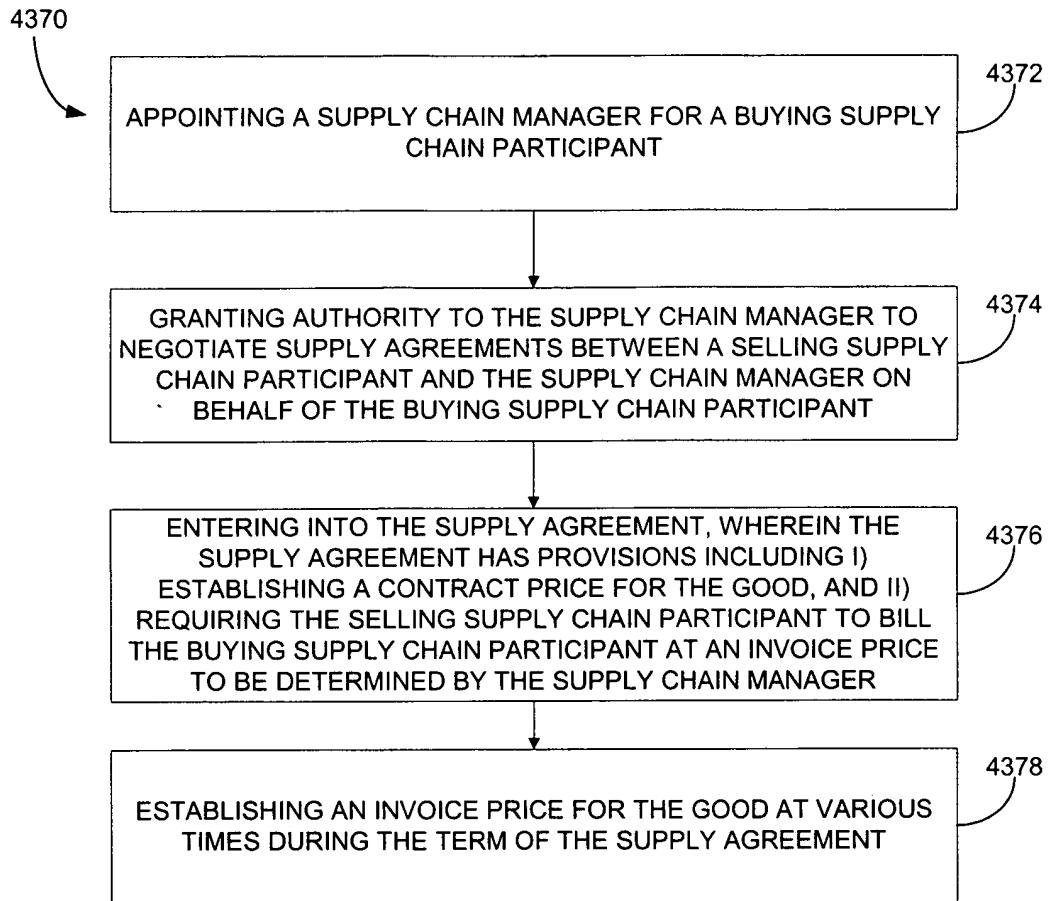 4370
4372
APPOINTING A SUPPLY CHAIN MANAGER FOR A BUYING SUPPLY
CHAIN PARTICIPANT
4374
GRANTING AUTHORITY TO THE SUPPLY CHAIN MANAGER TO
NEGOTIATE SUPPLY AGREEMENTS BETWEEN A SELLING SUPPLY
CHAIN PARTICIPANT AND THE SUPPLY CHAIN MANAGER ON
BEHALF OF THE BUYING SUPPLY CHAIN PARTICIPANT
4376
ENTERING INTO THE SUPPLY AGREEMENT, WHEREIN THE
SUPPLY AGREEMENT HAS PROVISIONS INCLUDING I)
ESTABLISHING A CONTRACT PRICE FOR THE GOOD, AND II)
REQUIRING THE SELLING SUPPLY CHAIN PARTICIPANT TO BILL
THE BUYING SUPPLY CHAIN PARTICIPANT AT AN INVOICE PRICE
TO BE DETERMINED BY THE SUPPLY CHAIN MANAGER
4378
ESTABLISHING AN INVOICE PRICE FOR THE GOOD AT VARIOUS
TIMES DURING THE TERM OF THE SUPPLY AGREEMENT